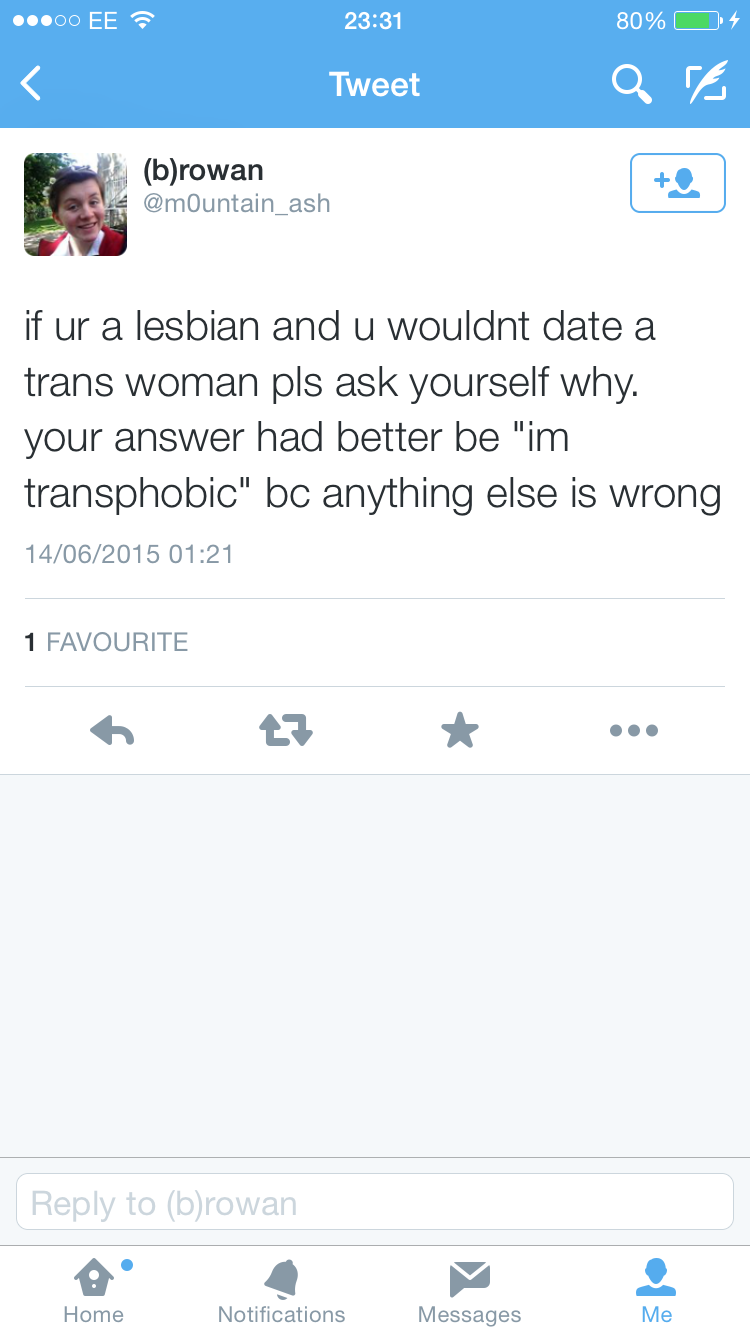 EE 23:31 80%
Tweet
(b)rowan
@m0untain_ash
if ur a lesbian and u wouldnt date a
trans woman pls ask yourself why.
your answer had better be "im
transphobic" bc anything else is wrong
14/06/2015 01:21
1 FAVOURITE
Reply to (b)rowan
Home Notifications Messages Me